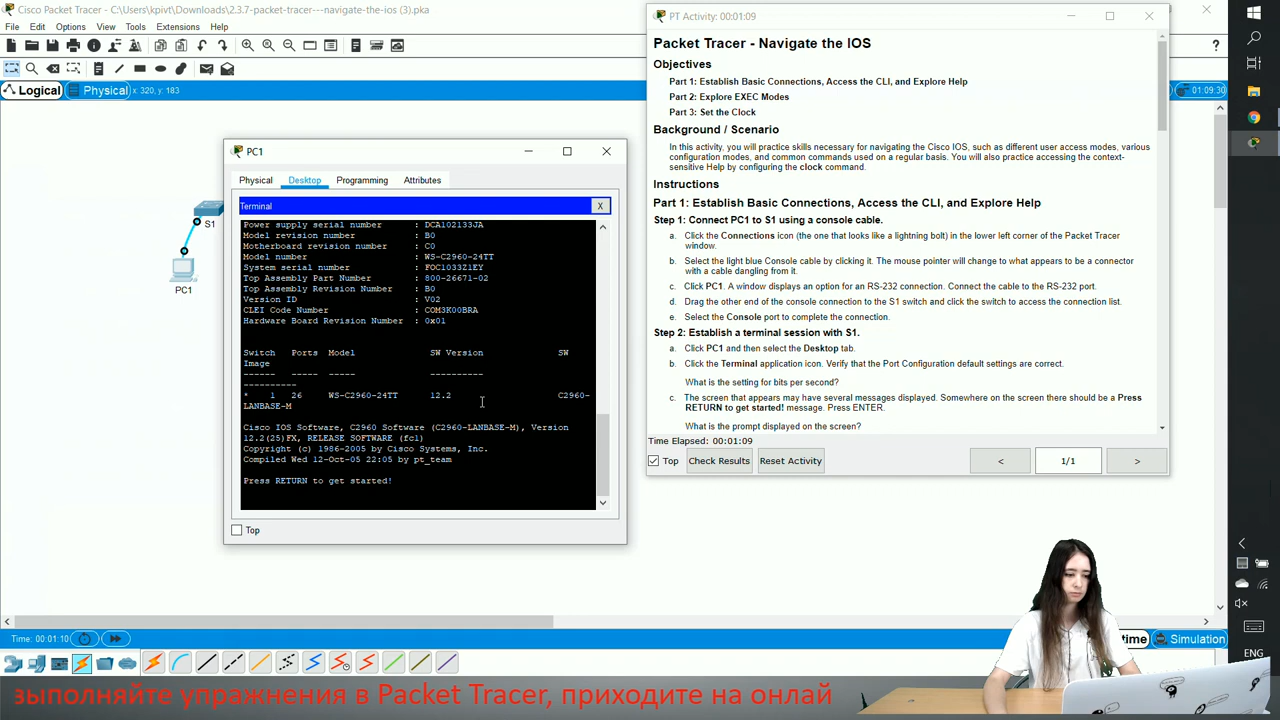 Cisco Packet Tracer - C:\Users\kpivt\Downloads\2.3.7-packet-tracer---navigate-the-ios (3).pka
File Edit Options View Tools Extensions Help
?
Logical Physical x: 320, y: 183
01:09:30
S1
PC1
PC1
Physical Desktop Programming Attributes
Terminal X
Power supply serial number : DCA102133JA
Model revision number : B0
Motherboard revision number : C0
Model number : WS-C2960-24TT
System serial number : FOC1033Z1EY
Top Assembly Part Number : 800-26671-02
Top Assembly Revision Number : B0
Version ID : V02
CLEI Code Number : COM3K00BRA
Hardware Board Revision Number : 0x01
Switch Ports Model SW Version SW
Image
------ ----- ----- ----------
----------
* 1 26 WS-C2960-24TT 12.2 C2960-
LANBASE-M
Cisco IOS Software, C2960 Software (C2960-LANBASE-M), Version
12.2(25)FX, RELEASE SOFTWARE (fc1)
Copyright (c) 1986-2005 by Cisco Systems, Inc.
Compiled Wed 12-Oct-05 22:05 by pt_team
Press RETURN to get started!
Top
PT Activity: 00:01:09
Packet Tracer - Navigate the IOS
Objectives
Part 1: Establish Basic Connections, Access the CLI, and Explore Help
Part 2: Explore EXEC Modes
Part 3: Set the Clock
Background / Scenario
In this activity, you will practice skills necessary for navigating the Cisco IOS, such as different user access modes, various
configuration modes, and common commands used on a regular basis. You will also practice accessing the context-
sensitive Help by configuring the clock command.
Instructions
Part 1: Establish Basic Connections, Access the CLI, and Explore Help
Step 1: Connect PC1 to S1 using a console cable.
a. Click the Connections icon (the one that looks like a lightning bolt) in the lower left corner of the Packet Tracer
window.
b. Select the light blue Console cable by clicking it. The mouse pointer will change to what appears to be a connector
with a cable dangling from it.
c. Click PC1. A window displays an option for an RS-232 connection. Connect the cable to the RS-232 port.
d. Drag the other end of the console connection to the S1 switch and click the switch to access the connection list.
e. Select the Console port to complete the connection.
Step 2: Establish a terminal session with S1.
a. Click PC1 and then select the Desktop tab.
b. Click the Terminal application icon. Verify that the Port Configuration default settings are correct.
What is the setting for bits per second?
c. The screen that appears may have several messages displayed. Somewhere on the screen there should be a Press
RETURN to get started! message. Press ENTER.
What is the prompt displayed on the screen?
Time Elapsed: 00:01:09
Top Check Results Reset Activity < 1/1 >
Time: 00:01:10
time Simulation
ENG
выполняйте упражнения в Packet Tracer, приходите на онлай